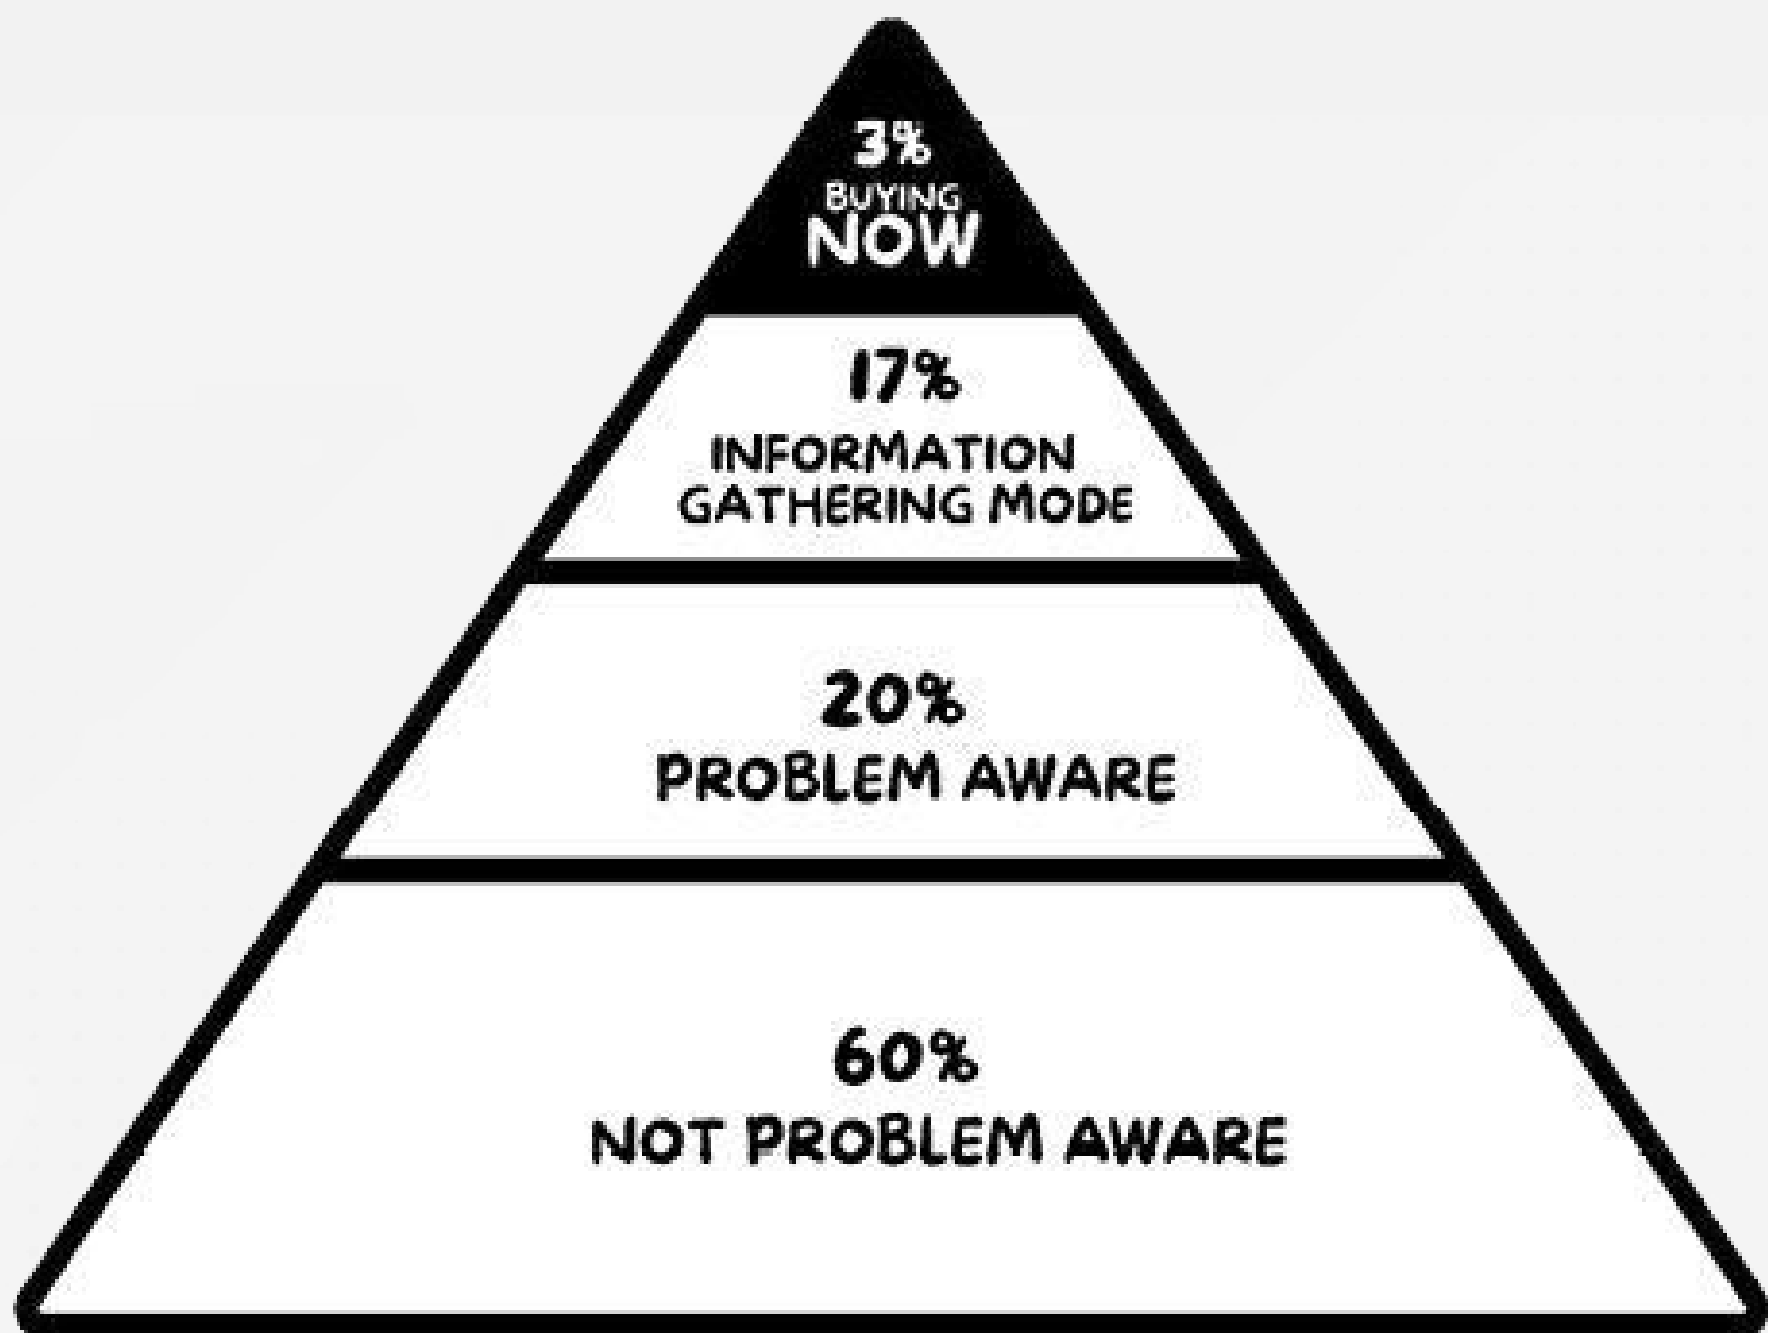 3%
BUYING
NOW
17%
INFORMATION
GATHERING MODE
20%
PROBLEM AWARE
60%
NOT PROBLEM AWARE